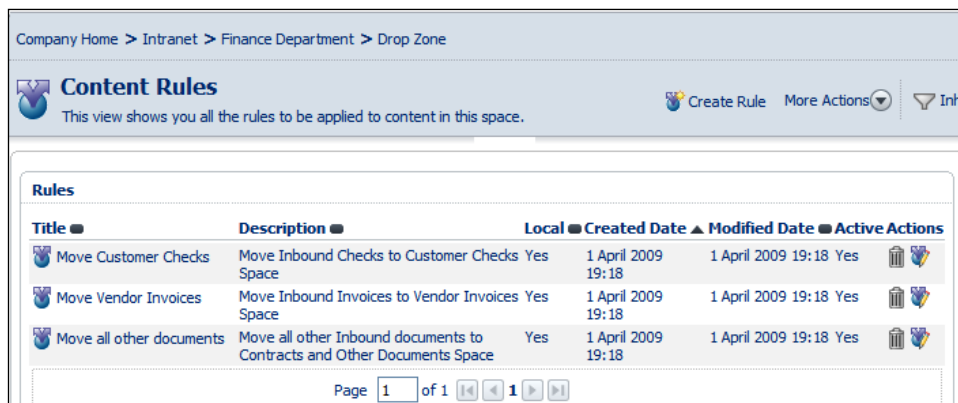 Company Home > Intranet > Finance Department > Drop Zone
Content Rules
This view shows you all the rules to be applied to content in this space.
Create Rule More Actions Inh
Rules
Title Description Local Created Date Modified Date Active Actions
Move Customer Checks Move Inbound Checks to Customer Checks Yes 1 April 2009 1 April 2009 19:18 Yes
Space 19:18
Move Vendor Invoices Move Inbound Invoices to Vendor Invoices Yes 1 April 2009 1 April 2009 19:18 Yes
Space 19:18
Move all other documents Move all other Inbound documents to Yes 1 April 2009 1 April 2009 19:18 Yes
Contracts and Other Documents Space 19:18
Page 1 of 1 1